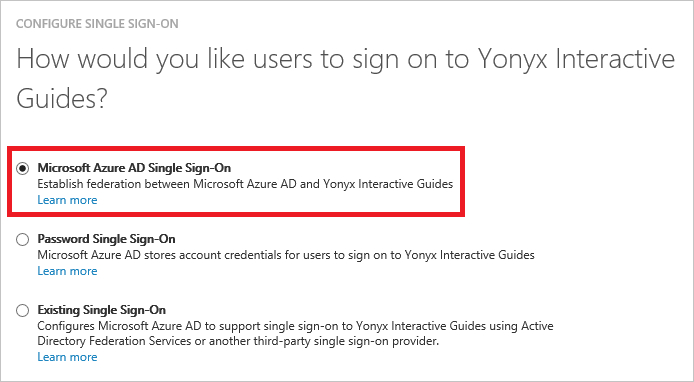 CONFIGURE SINGLE SIGN-ON
How would you like users to sign on to Yonyx Interactive
Guides?
Microsoft Azure AD Single Sign-On
Establish federation between Microsoft Azure AD and Yonyx Interactive Guides
Learn more
Password Single Sign-On
Microsoft Azure AD stores account credentials for users to sign on to Yonyx Interactive Guides
Learn more
Existing Single Sign-On
Configures Microsoft Azure AD to support single sign-on to Yonyx Interactive Guides using Active
Directory Federation Services or another third-party single sign-on provider.
Learn more